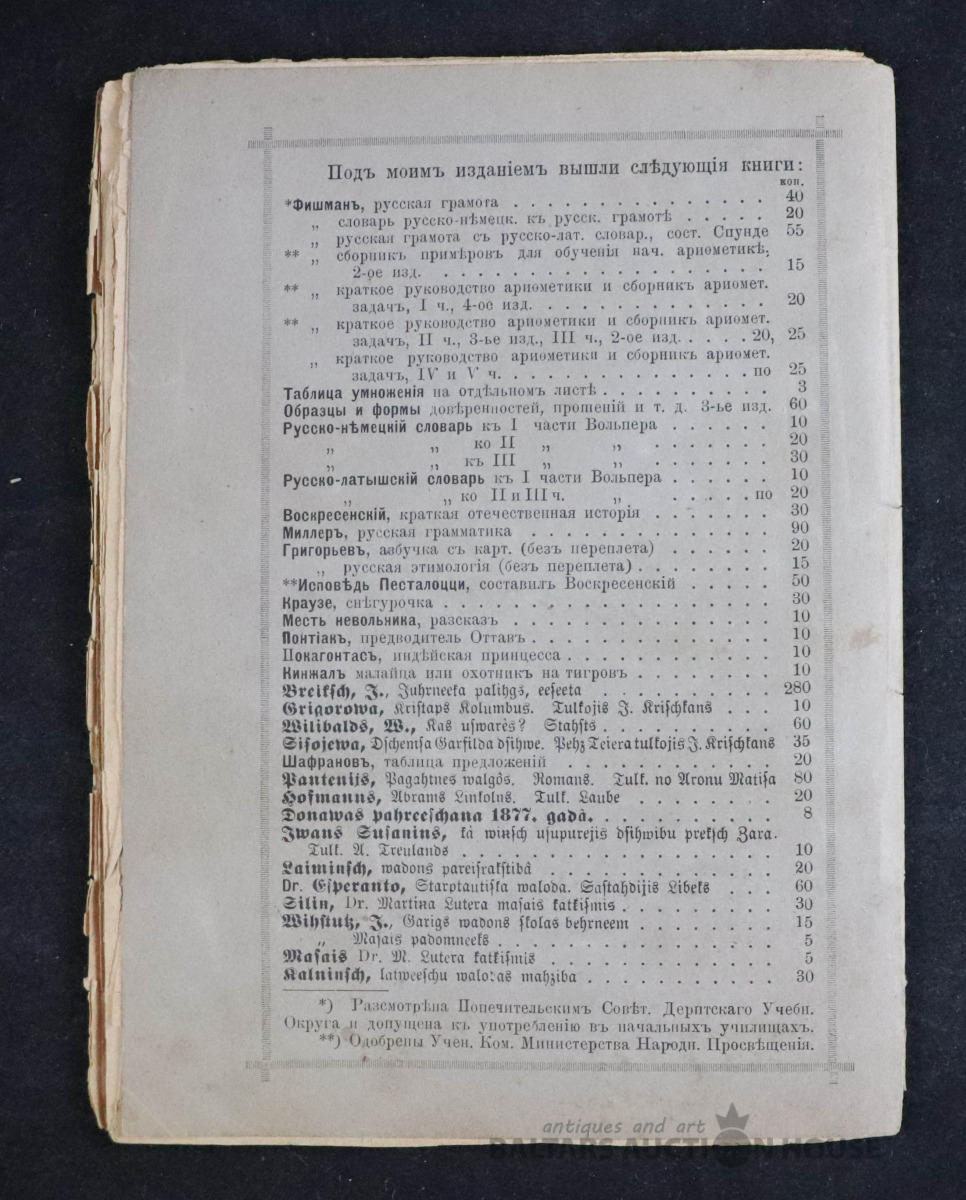 Подъ моимъ изданіемъ вышли слѣдующія книги:
коп.
*Фишманъ, русская грамота . . . . . . . . . . . . . . . 40
„ словарь русско-нѣмецк. къ русск. грамотѣ . . . . . 20
„ русская грамота съ русско-лат. словар., сост. Спунде 55
** „ сборникъ примѣровъ для обученія нач. ариѳметикѣ,
2-ое изд. . . . . . . . . . . . . . . . . . . 15
** „ краткое руководство ариѳметики и сборникъ ариѳмет.
задачъ, I ч., 4-ое изд. . . . . . . . . . . . . 20
** „ краткое руководство ариѳметики и сборникъ ариѳмет.
задачъ, II ч., 3-ье изд., III ч., 2-ое изд. . . . . 20, 25
„ краткое руководство ариѳметики и сборникъ ариѳмет.
задачъ, IV и V ч. . . . . . . . . . . . . . . по 25
Таблица умноженія на отдѣльномъ листѣ . . . . . . . . . . 3
Образцы и формы довѣренностей, прошеній и т. д. 3-ье изд. 60
Русско-нѣмецкій словарь къ I части Вольпера . . . . . . 10
„ „ ко II „ „ . . . . . . . 20
„ „ къ III „ „ . . . . . . . 30
Русско-латышскій словарь къ I части Вольпера . . . . . . 10
„ „ ко II и III ч. „ . . . . . по 20
Воскресенскій, краткая отечественная исторія . . . . . . . 30
Миллеръ, русская грамматика . . . . . . . . . . . . . . 90
Григорьевъ, азбучка съ карт. (безъ переплета) . . . . . . 20
„ русская этимологія (безъ переплета) . . . . . . . . 15
**Исповѣдь Песталоцци, составилъ Воскресенскій . . . . . 50
Краузе, снѣгурочка . . . . . . . . . . . . . . . . . . . 30
Месть невольника, разсказъ . . . . . . . . . . . . . . . 10
Понтіакъ, предводитель Оттавъ . . . . . . . . . . . . . . 10
Покагонтасъ, индѣйская принцесса . . . . . . . . . . . . 10
Кинжалъ малайца или охотникъ на тигровъ . . . . . . . . 10
Breikſch, J., Juhrneeka palihgs, eeſeeta . . . . . . . . . . 280
Grigorowa, Kriſtaps Kolumbus. Tulkojis J. Kriſchkans . . . 10
Wilibalds, W., Kas uſwarès? Stahſts . . . . . . . . . . 60
Siſojewa, Dſchemſa Garfilda dſihwe. Pehz Teiera tulkojis J. Kriſchkans 35
Шафрановъ, таблица предложеній . . . . . . . . . . . . 20
Panteniis, Pagahtnes walgôs. Romans. Tulk. no Aronu Matiſa 80
Hofmanns, Abrams Linkolns. Tulk. Laube . . . . . . . . 20
Donawas pahreeſchana 1877. gadâ. . . . . . . . . . . . 8
Jwans Suſanins, kâ winſch uſupurejis dſihwibu prekſch Zara.
Tulk. A. Treulands . . . . . . . . . . . . . . . . . 10
Laiminſch, wadons pareiſrakſtibâ . . . . . . . . . . . . . 20
Dr. Eſperanto, Starptautiſka waloda. Saſtahdijis Libeks . . . 60
Silin, Dr. Martina Lutera maſais katkiſmis . . . . . . . . . 30
Wihſtutz, J., Garigs wadons ſkolas behrneem . . . . . . . . 15
„ Maſais padomneeks . . . . . . . . . . . . . . . . 5
Maſais Dr. M. Lutera katkiſmis . . . . . . . . . . . . . . 5
Kalninſch, latweeſchu walodas mahziba . . . . . . . . . . . 30
*) Разсмотрѣна Попечительскимъ Совѣт. Дерптскаго Учебн.
Округа и допущена къ употребленію въ начальныхъ училищахъ.
**) Одобрены Учен. Ком. Министерства Народн. Просвѣщенія.
antiques and art
BALTARS AUCTION HOUSE